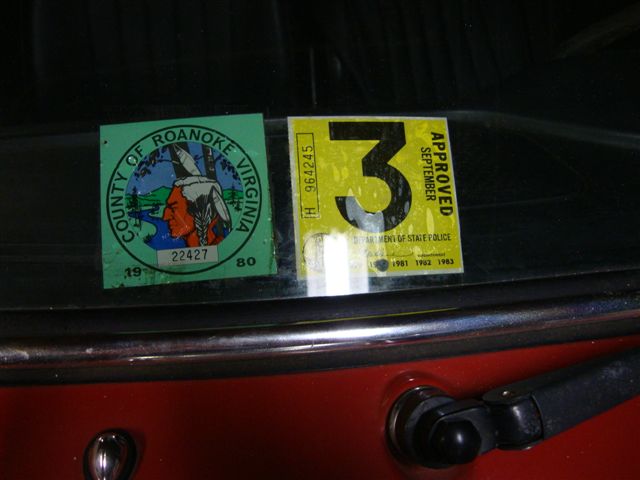 COUNTY OF ROANOKE VIRGINIA
22427
19 80
H 964245
3
APPROVED
SEPTEMBER
DEPARTMENT OF STATE POLICE
1981 1982 1983